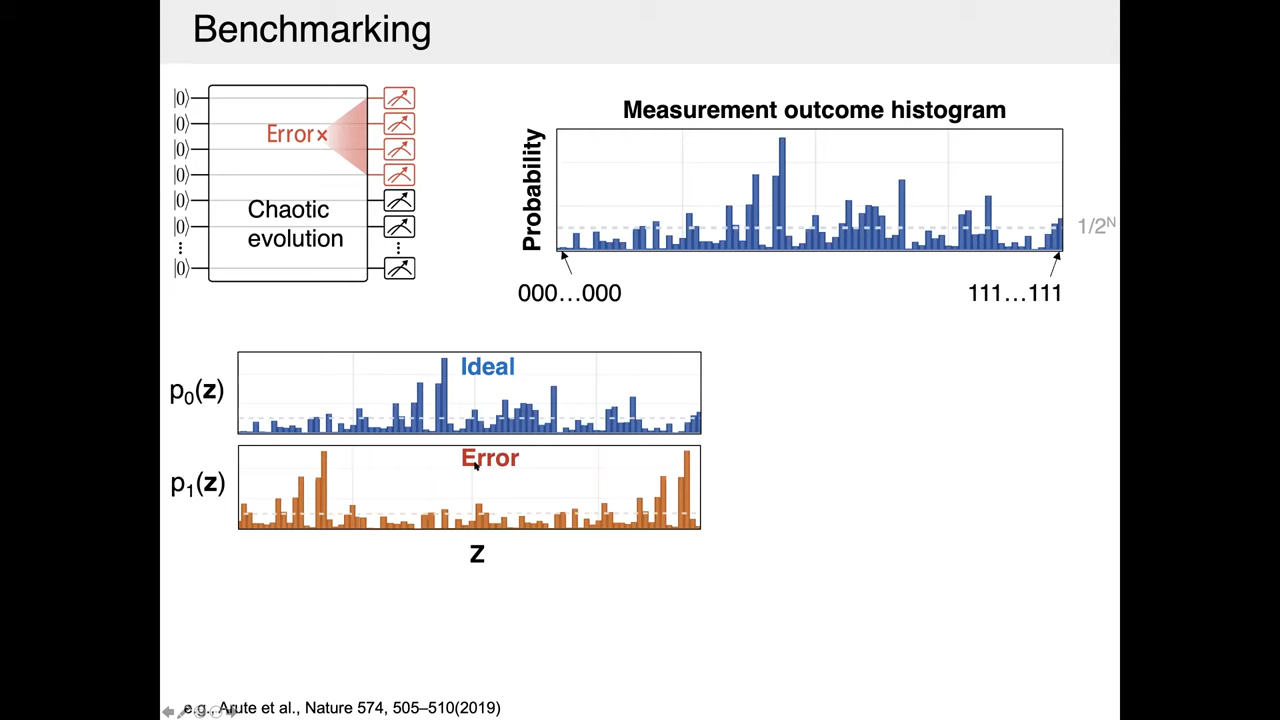 Benchmarking
|0⟩
|0⟩
Error×
|0⟩
|0⟩
|0⟩
Chaotic
|0⟩
evolution
|0⟩
Measurement outcome histogram
Probability
1/2ᴺ
000...000
111...111
p₀(z)
Ideal
p₁(z)
Error
z
e.g., Arute et al., Nature 574, 505–510(2019)